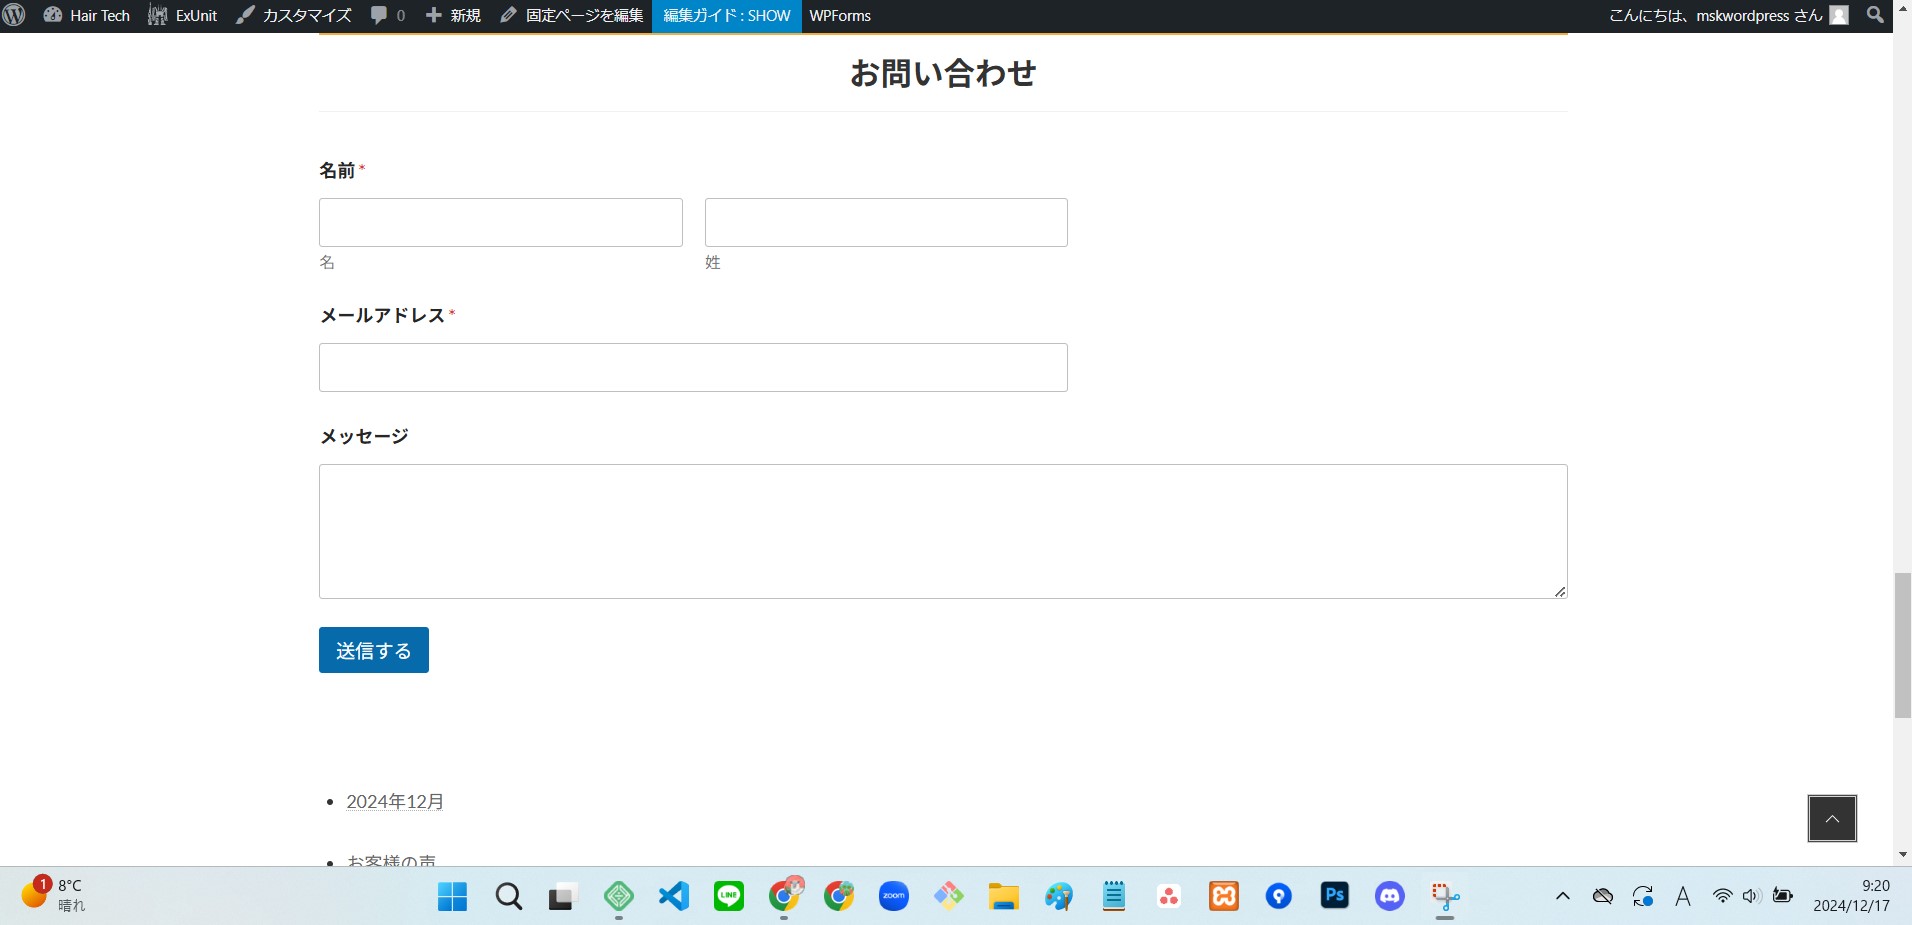 Hair Tech ExUnit カスタマイズ 0 新規 固定ページを編集 編集ガイド : SHOW WPForms こんにちは、mskwordpress さん
お問い合わせ
名前 *
名 姓
メールアドレス *
メッセージ
送信する
2024年12月
お客様の声
1 8°C
晴れ
LINE zoom Ps A 9:20
2024/12/17